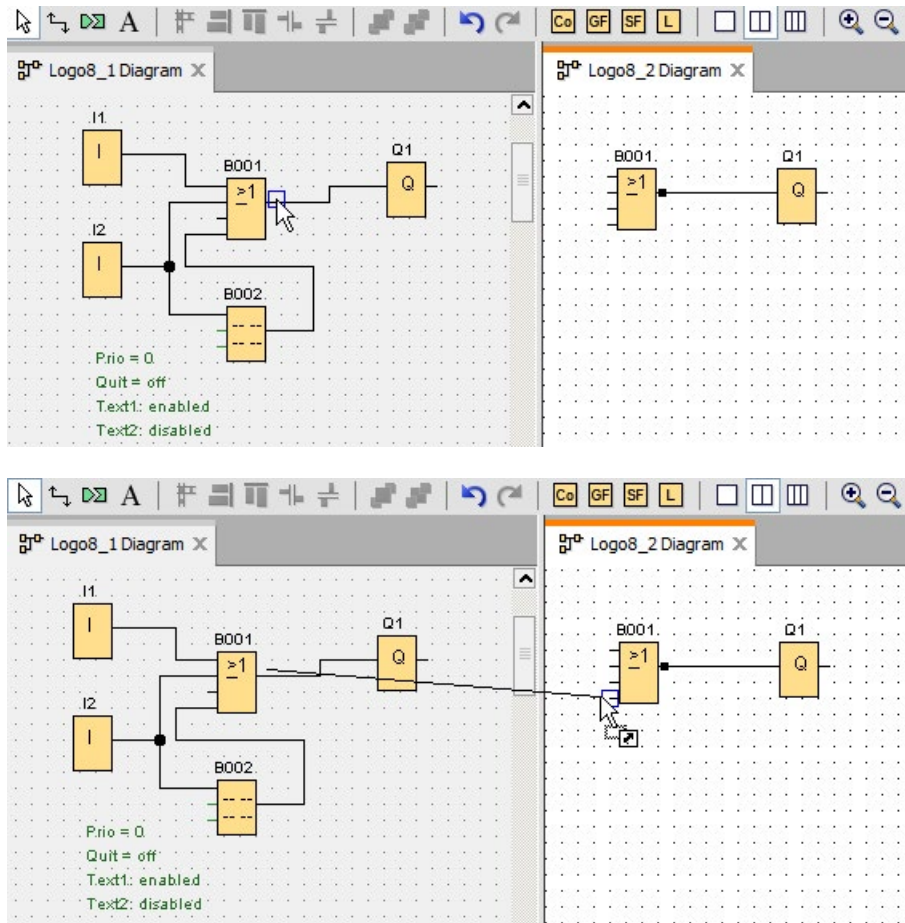 A Co GF SF L
Logo8_1 Diagram X Logo8_2 Diagram X
I1
I
B001
≥1
Q1
Q
I2
I
B002
Prio = 0
Quit = off
Text1: enabled
Text2: disabled
B001
≥1
Q1
Q
A Co GF SF L
Logo8_1 Diagram X Logo8_2 Diagram X
I1
I
B001
≥1
Q1
Q
I2
I
B002
Prio = 0
Quit = off
Text1: enabled
Text2: disabled
B001
≥1
Q1
Q